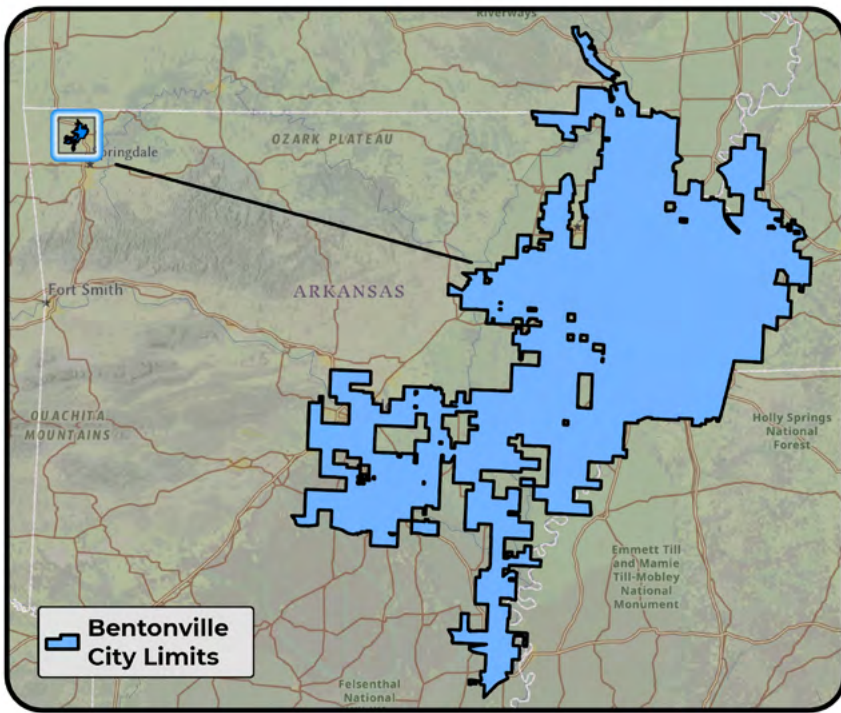 Riverways
OZARK PLATEAU
Springdale
Fort Smith
ARKANSAS
OUACHITA
MOUNTAINS
Holly Springs
National
Forest
Emmett Till
and Mamie
Till-Mobley
National
Monument
Bentonville
City Limits
Felsenthal
National